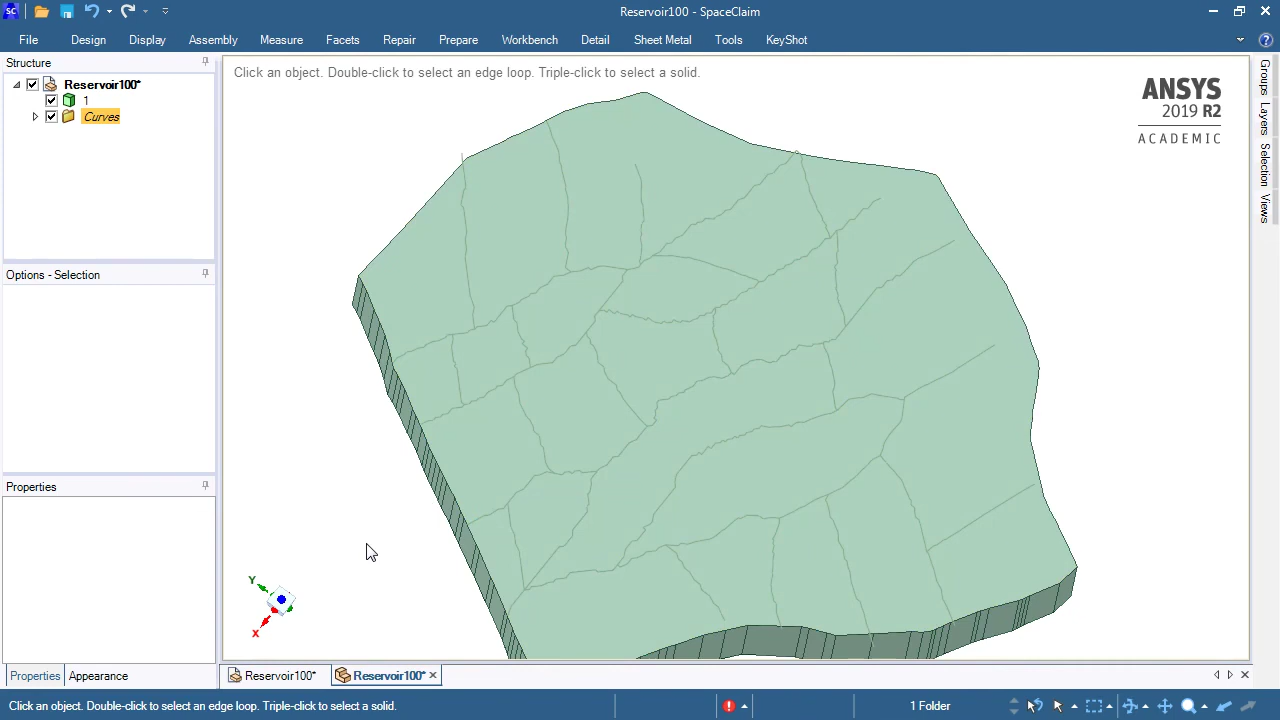 Reservoir100 - SpaceClaim
File Design Display Assembly Measure Facets Repair Prepare Workbench Detail Sheet Metal Tools KeyShot
Structure
Click an object. Double-click to select an edge loop. Triple-click to select a solid.
Reservoir100*
1
Curves
ANSYS
2019 R2
ACADEMIC
Groups
Layers
Selection
Views
Options - Selection
Properties
Y
X
Properties Appearance
Reservoir100* Reservoir100*
Click an object. Double-click to select an edge loop. Triple-click to select a solid.
1 Folder